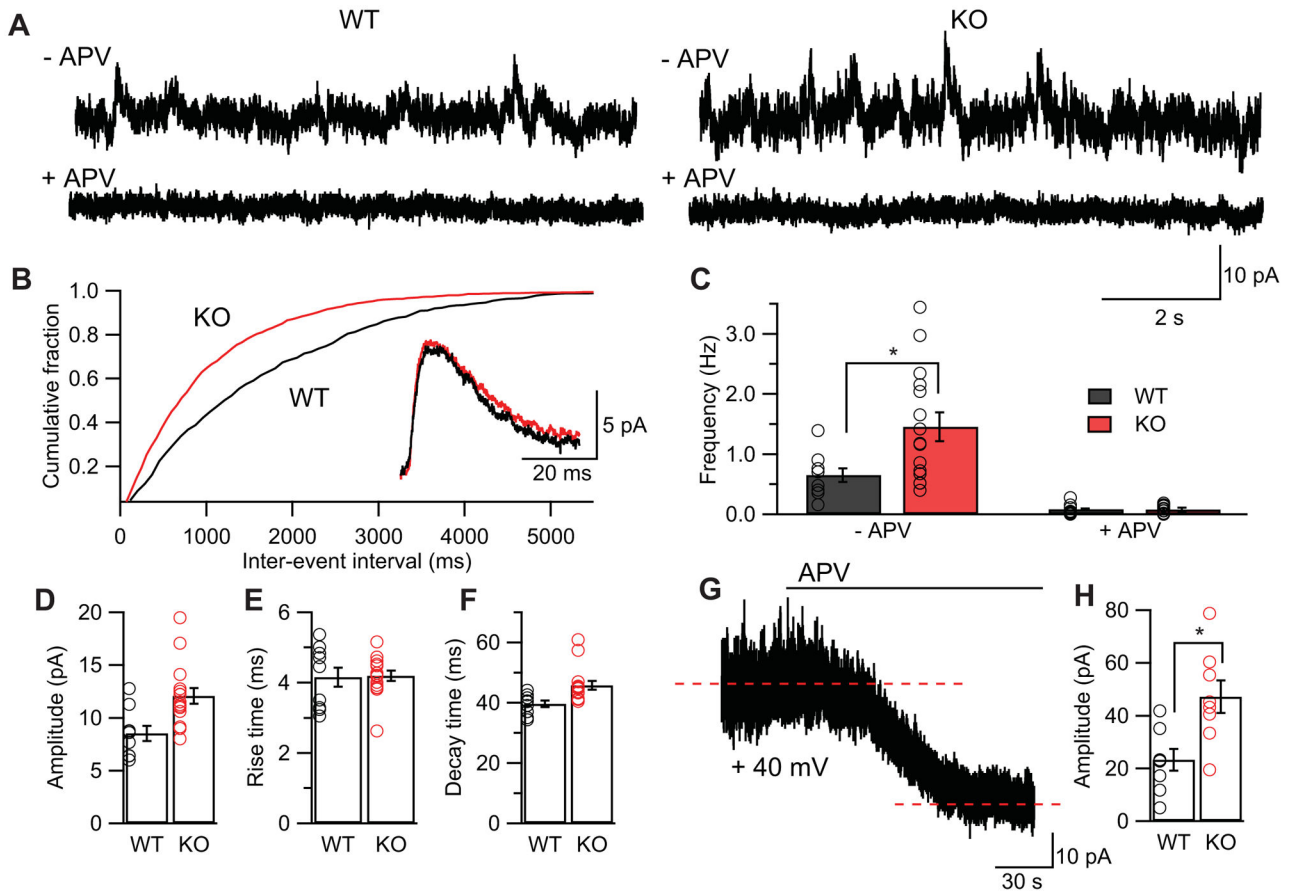 A
WT
KO
- APV
- APV
+ APV
+ APV
10 pA
2 s
B
1.0
0.8
0.6
0.4
0.2
Cumulative fraction
KO
WT
5 pA
20 ms
0 1000 2000 3000 4000 5000
Inter-event interval (ms)
C
3.0
2.0
1.0
0.0
Frequency (Hz)
*
WT
KO
- APV + APV
D
20
15
10
5
0
Amplitude (pA)
WT KO
E
6
4
2
0
Rise time (ms)
WT KO
F
60
40
20
0
Decay time (ms)
WT KO
G
APV
+ 40 mV
10 pA
30 s
H
80
60
40
20
0
Amplitude (pA)
*
WT KO